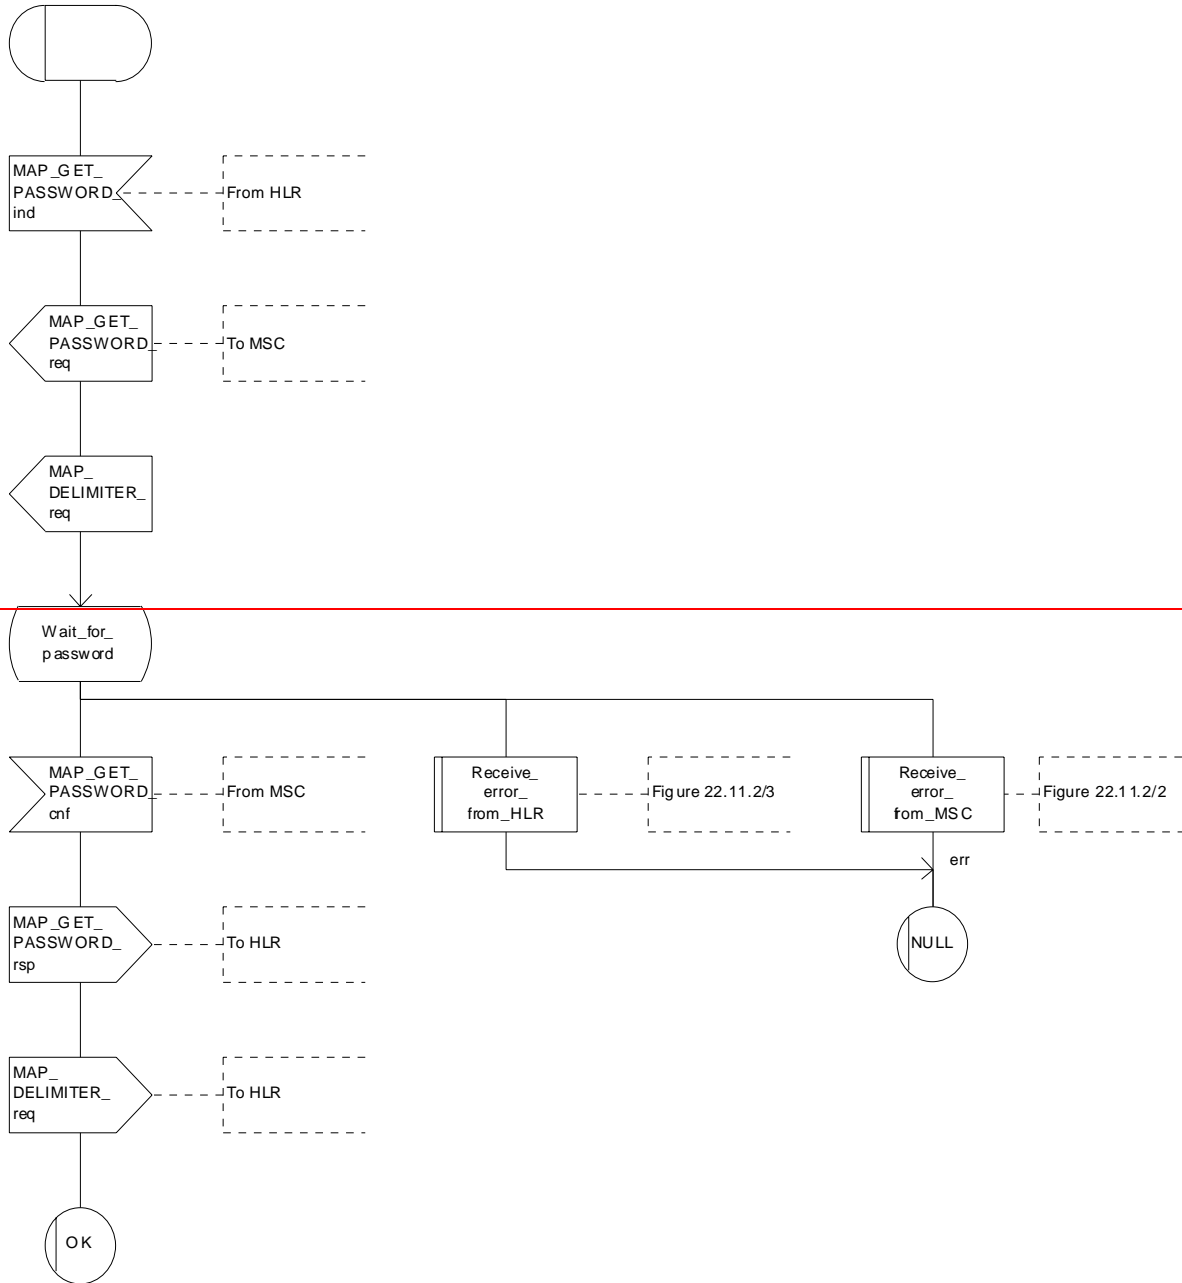 MAP_GET_
PASSWORD_
ind
From HLR
MAP_GET_
PASSWORD_
req
To MSC
MAP_
DELIMITER_
req
Wait_for_
password
MAP_GET_
PASSWORD_
cnf
From MSC
Receive_
error_
from_HLR
Figure 22.11.2/3
Receive_
error_
from_MSC
Figure 22.11.2/2
err
MAP_GET_
PASSWORD_
rsp
To HLR
NULL
MAP_
DELIMITER_
req
To HLR
OK